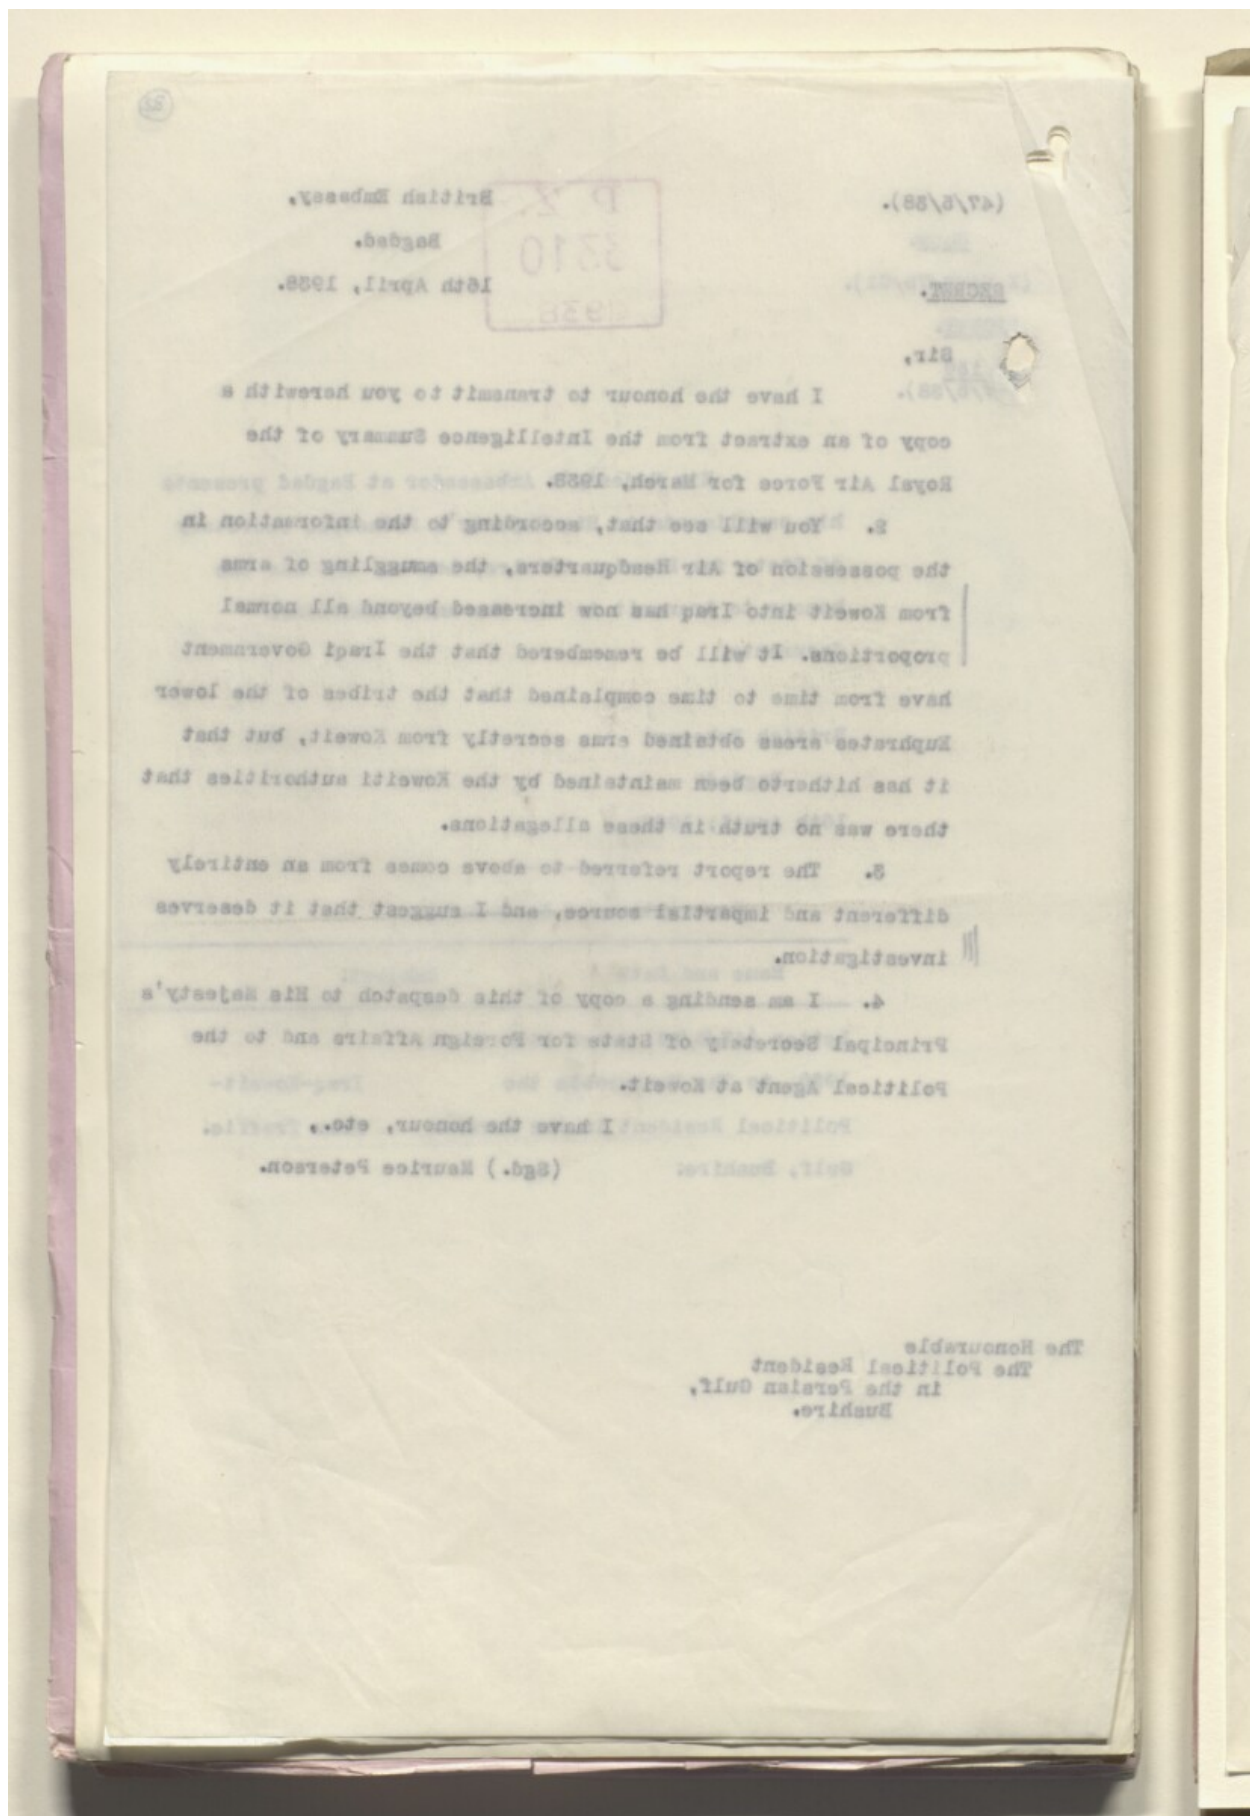 (47/5/38).
British Embassy,
Bagdad.
16th April, 1938.
P. Z.
3310
1938
SECRET.
Sir,
I have the honour to transmit to you herewith a
copy of an extract from the Intelligence Summary of the
Royal Air Force for March, 1938.
2. You will see that, according to the information in
the possession of Air Headquarters, the smuggling of arms
from Koweit into Iraq has now increased beyond all normal
proportions. It will be remembered that the Iraqi Government
have from time to time complained that the tribes of the lower
Euphrates areas obtained arms secretly from Koweit, but that
it has hitherto been maintained by the Koweiti authorities that
there was no truth in these allegations.
3. The report referred to above comes from an entirely
different and impartial source, and I suggest that it deserves
investigation.
4. I am sending a copy of this despatch to His Majesty's
Principal Secretary of State for Foreign Affairs and to the
Political Agent at Koweit.
I have the honour, etc.,
(Sgd.) Maurice Peterson.
The Honourable
The Political Resident
in the Persian Gulf,
Bushire.